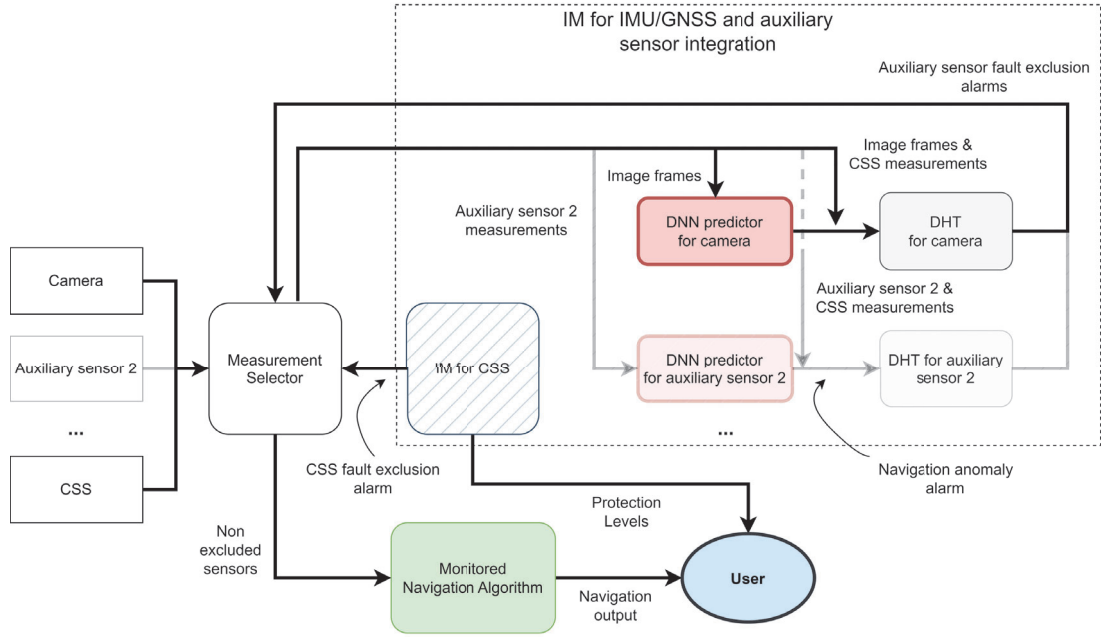 IM for IMU/GNSS and auxiliary
sensor integration
Auxiliary sensor fault exclusion
alarms
Image frames &
CSS measurements
Image frames
Auxiliary sensor 2
measurements
DNN predictor
for camera
DHT
for camera
Camera
Auxiliary sensor 2 &
CSS measurements
Auxiliary sensor 2
Measurement
Selector
IM for CSS
DNN predictor
for auxiliary sensor 2
DHT for auxiliary
sensor 2
...
...
CSS
CSS fault exclusion
alarm
Navigation anomaly
alarm
Protection
Levels
Non
excluded
sensors
Monitored
Navigation Algorithm
Navigation
output
User